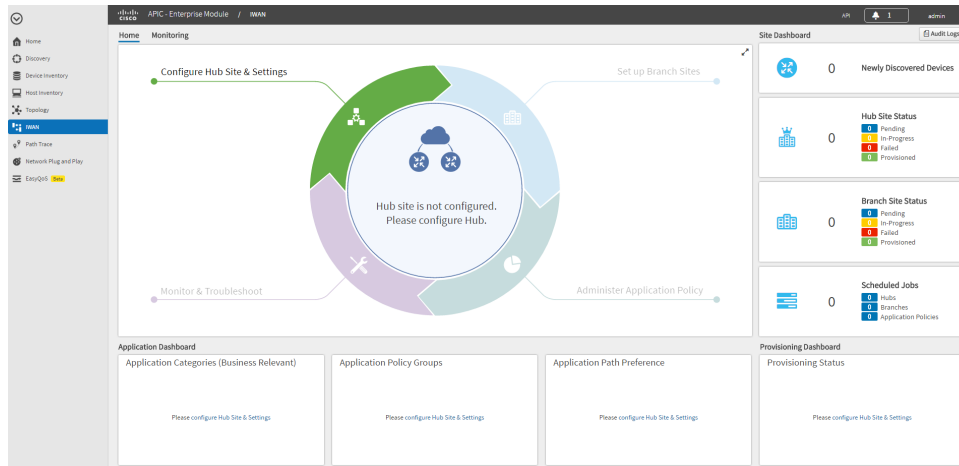 CISCO
APIC - Enterprise Module / IWAN
API
1
admin
Home
Discovery
Device Inventory
Host Inventory
Topology
IWAN
Path Trace
Network Plug and Play
EasyQoS Beta
Home Monitoring
Configure Hub Site & Settings
Set up Branch Sites
Hub site is not configured.
Please configure Hub.
Monitor & Troubleshoot
Administer Application Policy
Site Dashboard
Audit Logs
0 Newly Discovered Devices
Hub Site Status
0
0 Pending
0 In-Progress
0 Failed
0 Provisioned
Branch Site Status
0
0 Pending
0 In-Progress
0 Failed
0 Provisioned
Scheduled Jobs
0
0 Hubs
0 Branches
0 Application Policies
Application Dashboard
Application Categories (Business Relevant)
Please configure Hub Site & Settings
Application Policy Groups
Please configure Hub Site & Settings
Application Path Preference
Please configure Hub Site & Settings
Provisioning Dashboard
Provisioning Status
Please configure Hub Site & Settings